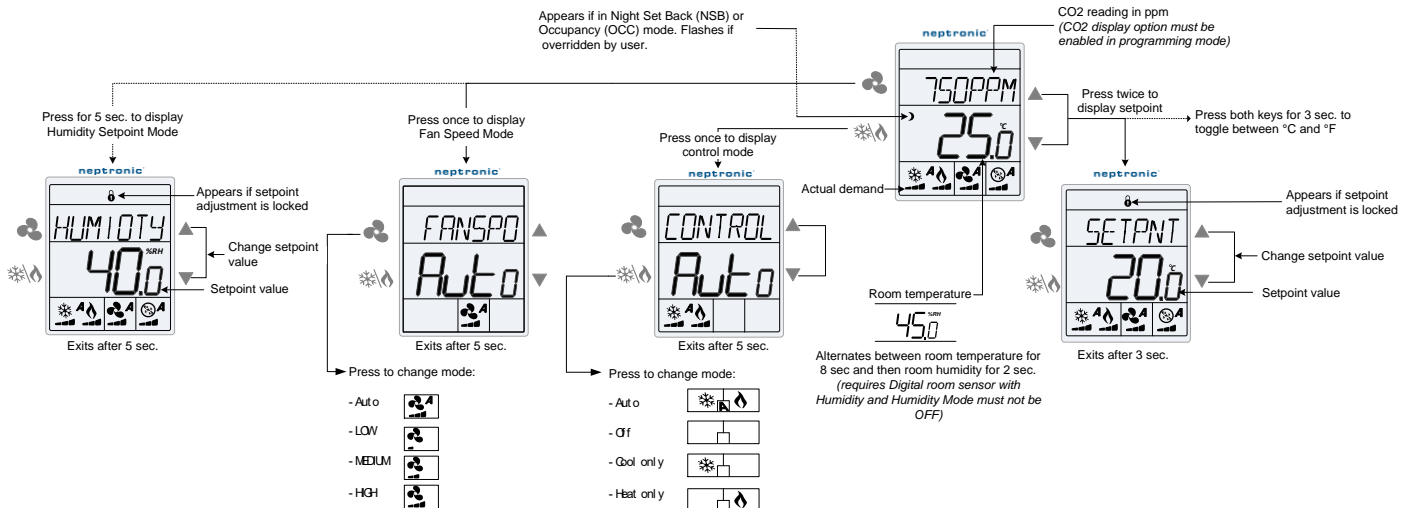 Appears if in Night Set Back (NSB) or
Occupancy (OCC) mode. Flashes if
overridden by user.
CO2 reading in ppm
(CO2 display option must be
enabled in programming mode)
neptronic
750PPM
25.0 °C
A
A
A
Press twice to
display setpoint
Press both keys for 3 sec. to
toggle between °C and °F
Actual demand
Room temperature
45.0 %RH
Alternates between room temperature for
8 sec and then room humidity for 2 sec.
(requires Digital room sensor with
Humidity and Humidity Mode must not be
OFF)
Press for 5 sec. to display
Humidity Setpoint Mode
neptronic
Appears if setpoint
adjustment is locked
HUMIDTY
40.0 %RH
A
A
A
Change setpoint
value
Setpoint value
Exits after 5 sec.
Press once to display
Fan Speed Mode
neptronic
FANSPD
Auto
A
Exits after 5 sec.
Press to change mode:
- Auto
A
- LOW
- MEDIUM
- HIGH
Press once to display
control mode
neptronic
CONTROL
Auto
A
Exits after 5 sec.
Press to change mode:
- Auto
A
- Off
- Cool only
- Heat only
neptronic
Appears if setpoint
adjustment is locked
SETPNT
20.0 °C
A
A
A
Change setpoint value
Setpoint value
Exits after 3 sec.